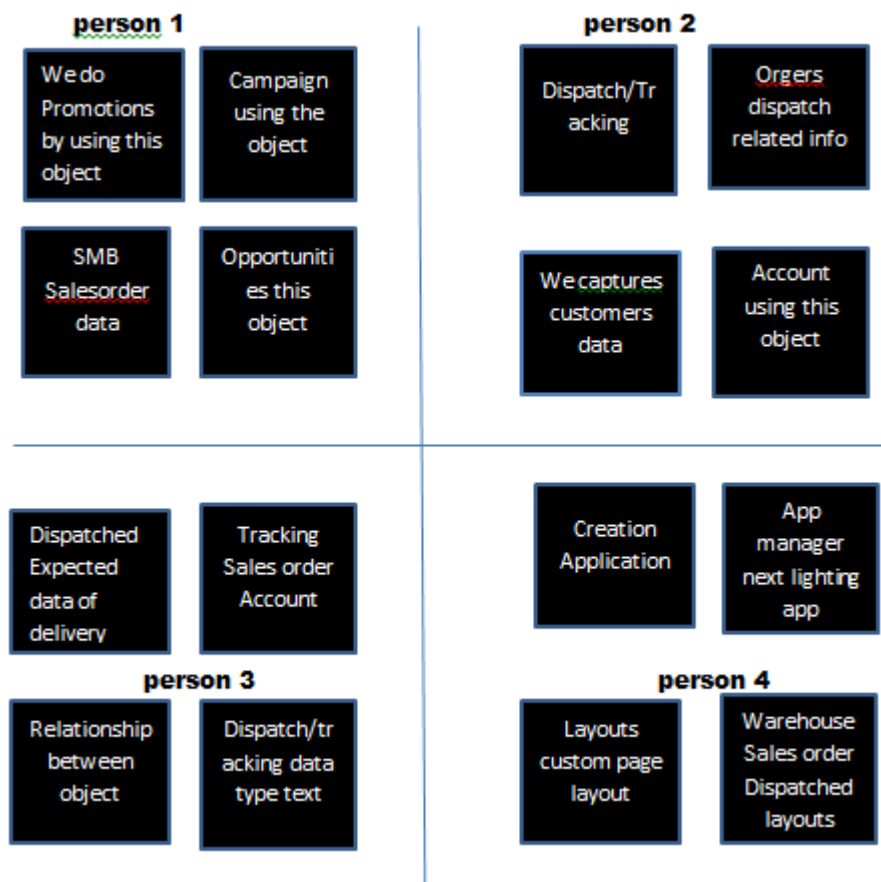 person 1
We do
Promotions
by using this
object
Campaign
using the
object
SMB
Salesorder
data
Opportuniti
es this
object
person 2
Dispatch/Tr
acking
Orgers
dispatch
related info
We captures
customers
data
Account
using this
object
Dispatched
Expected
data of
delivery
Tracking
Sales order
Account
person 3
Relationship
between
object
Dispatch/tr
acking data
type text
Creation
Application
App
manager
next lighting
app
person 4
Layouts
custom page
layout
Warehouse
Sales order
Dispatched
layouts